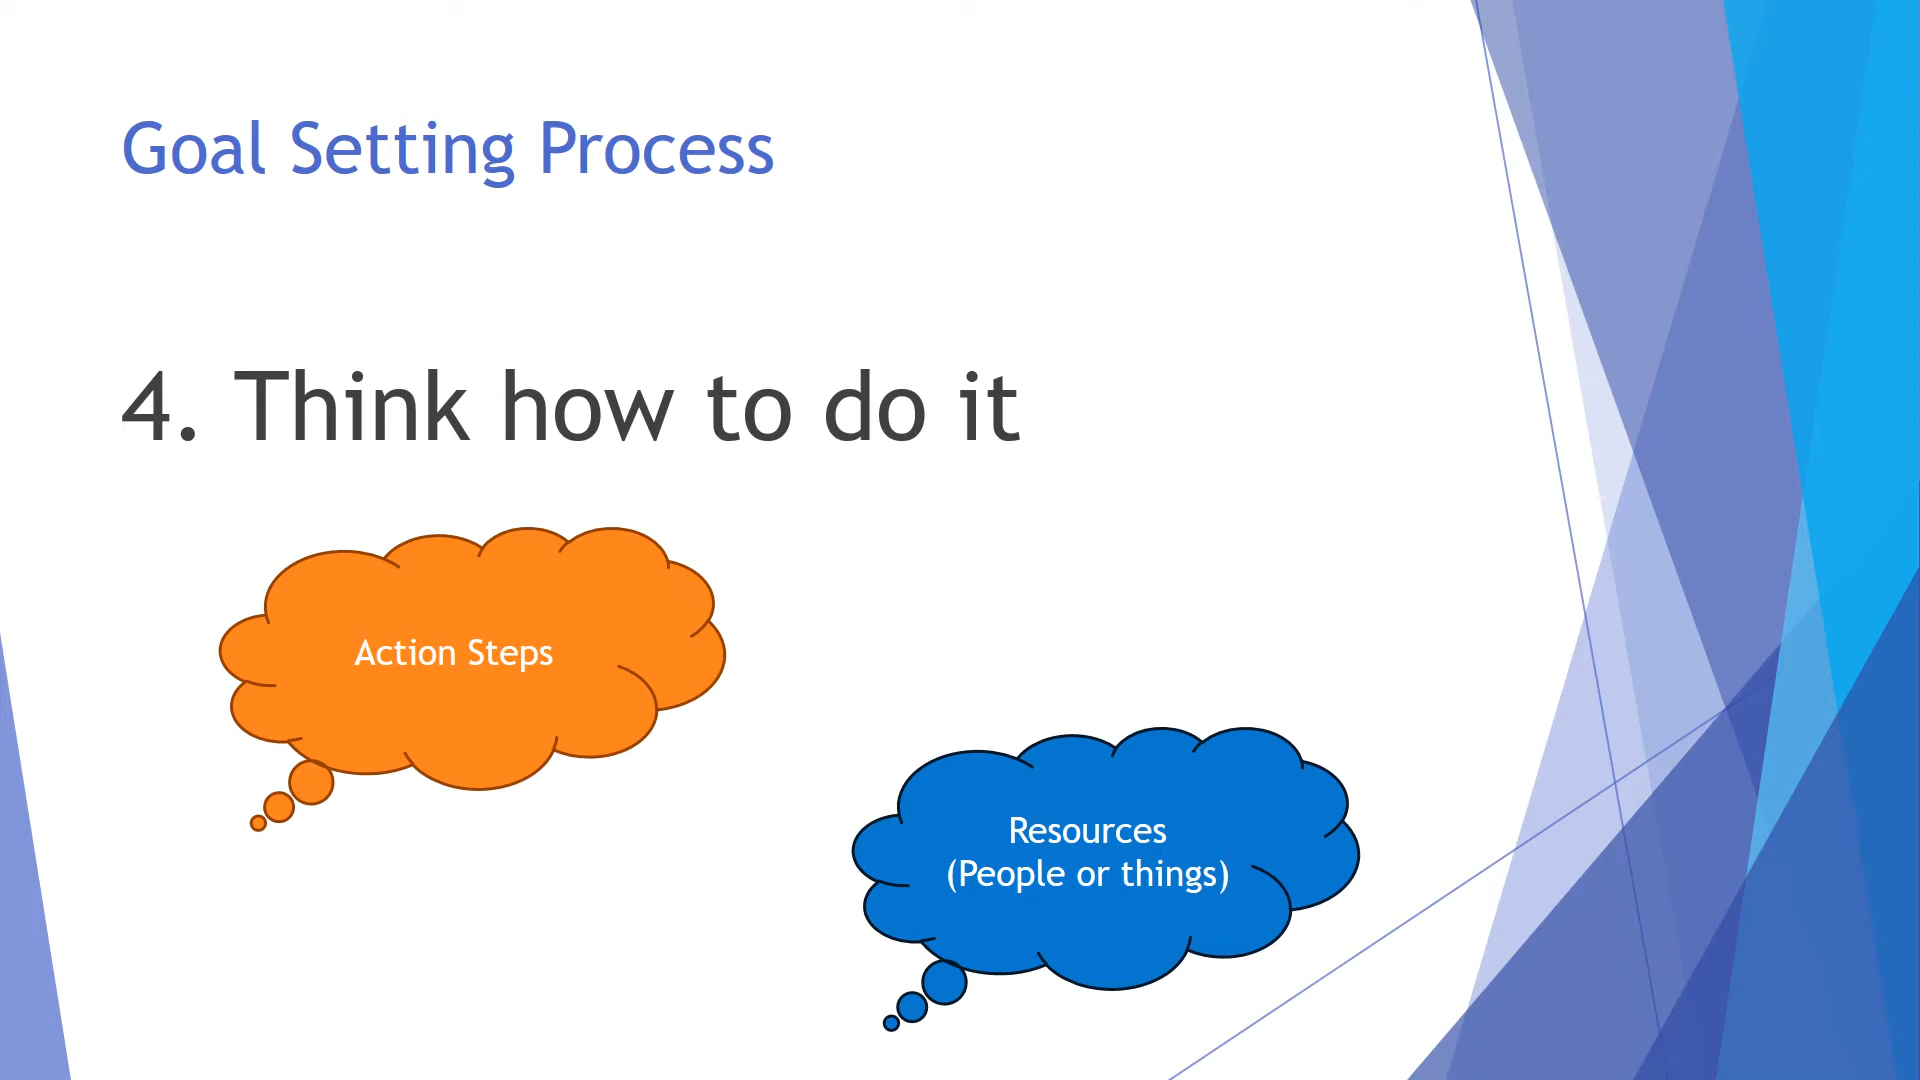 Goal Setting Process
4. Think how to do it
Action Steps
Resources
(People or things)